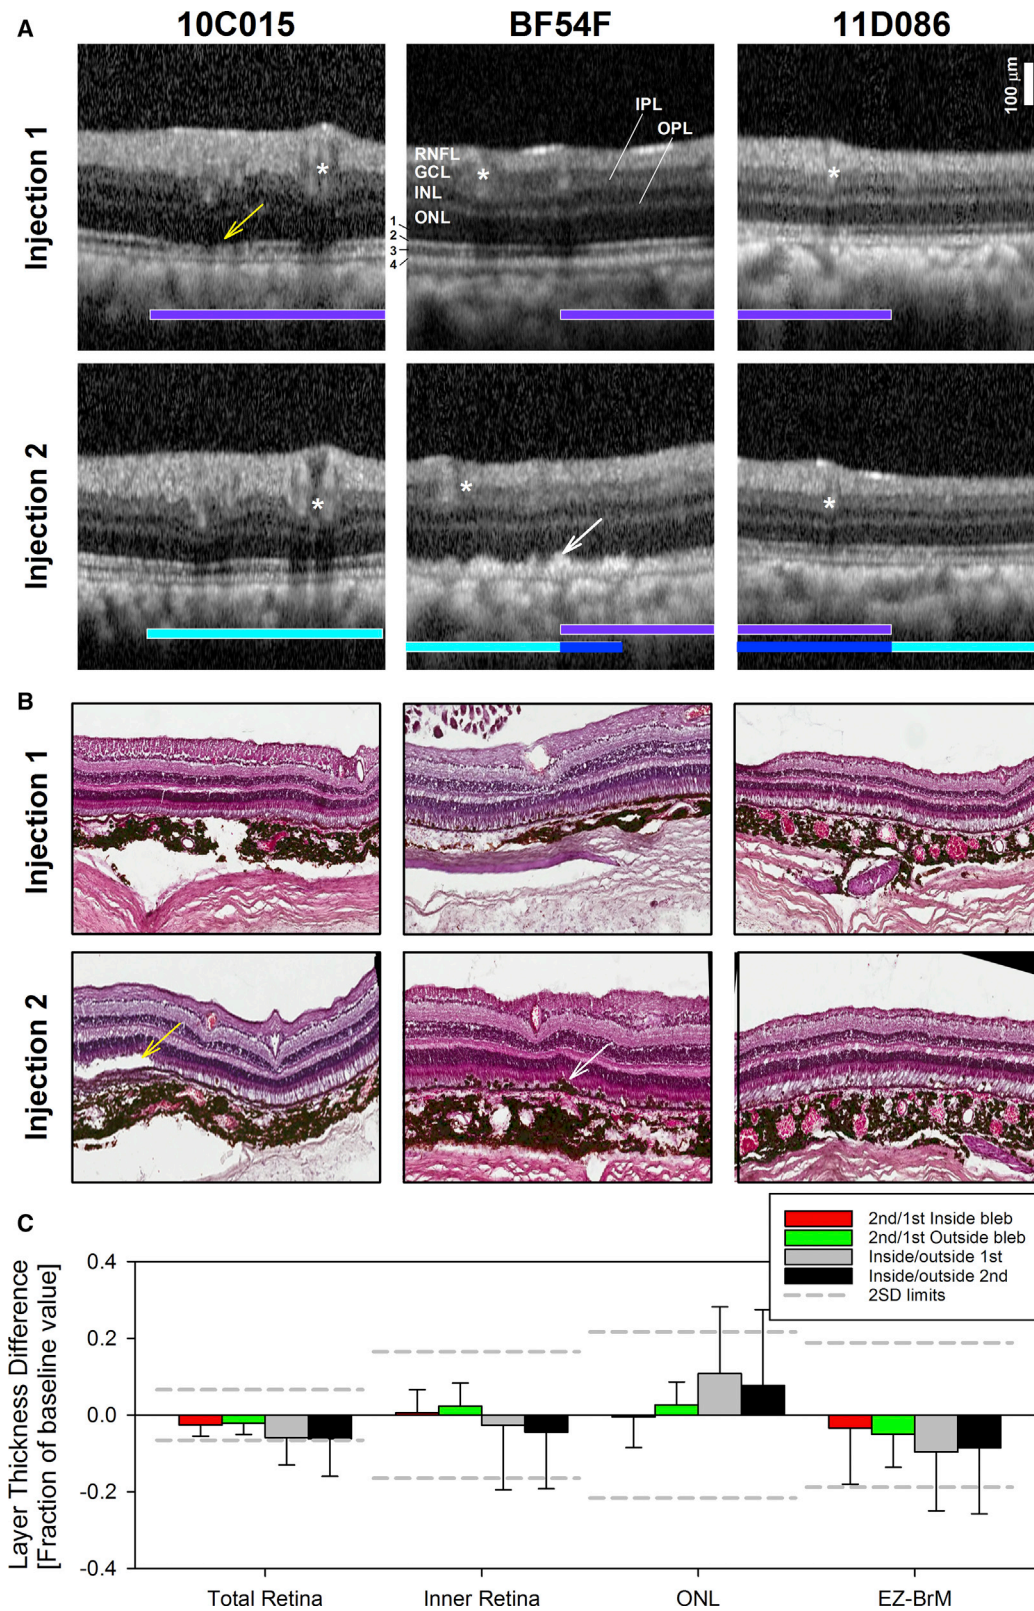 A
10C015
BF54F
11D086
Injection 1
100 µm
IPL
OPL
RNFL
GCL
INL
ONL
*
*
*
1
2
3
4
Injection 2
*
*
*
B
Injection 1
Injection 2
C
2nd/1st Inside bleb
2nd/1st Outside bleb
Inside/outside 1st
Inside/outside 2nd
2SD limits
Layer Thickness Difference
[Fraction of baseline value]
0.4
0.2
0.0
-0.2
-0.4
Total Retina
Inner Retina
ONL
EZ-BrM